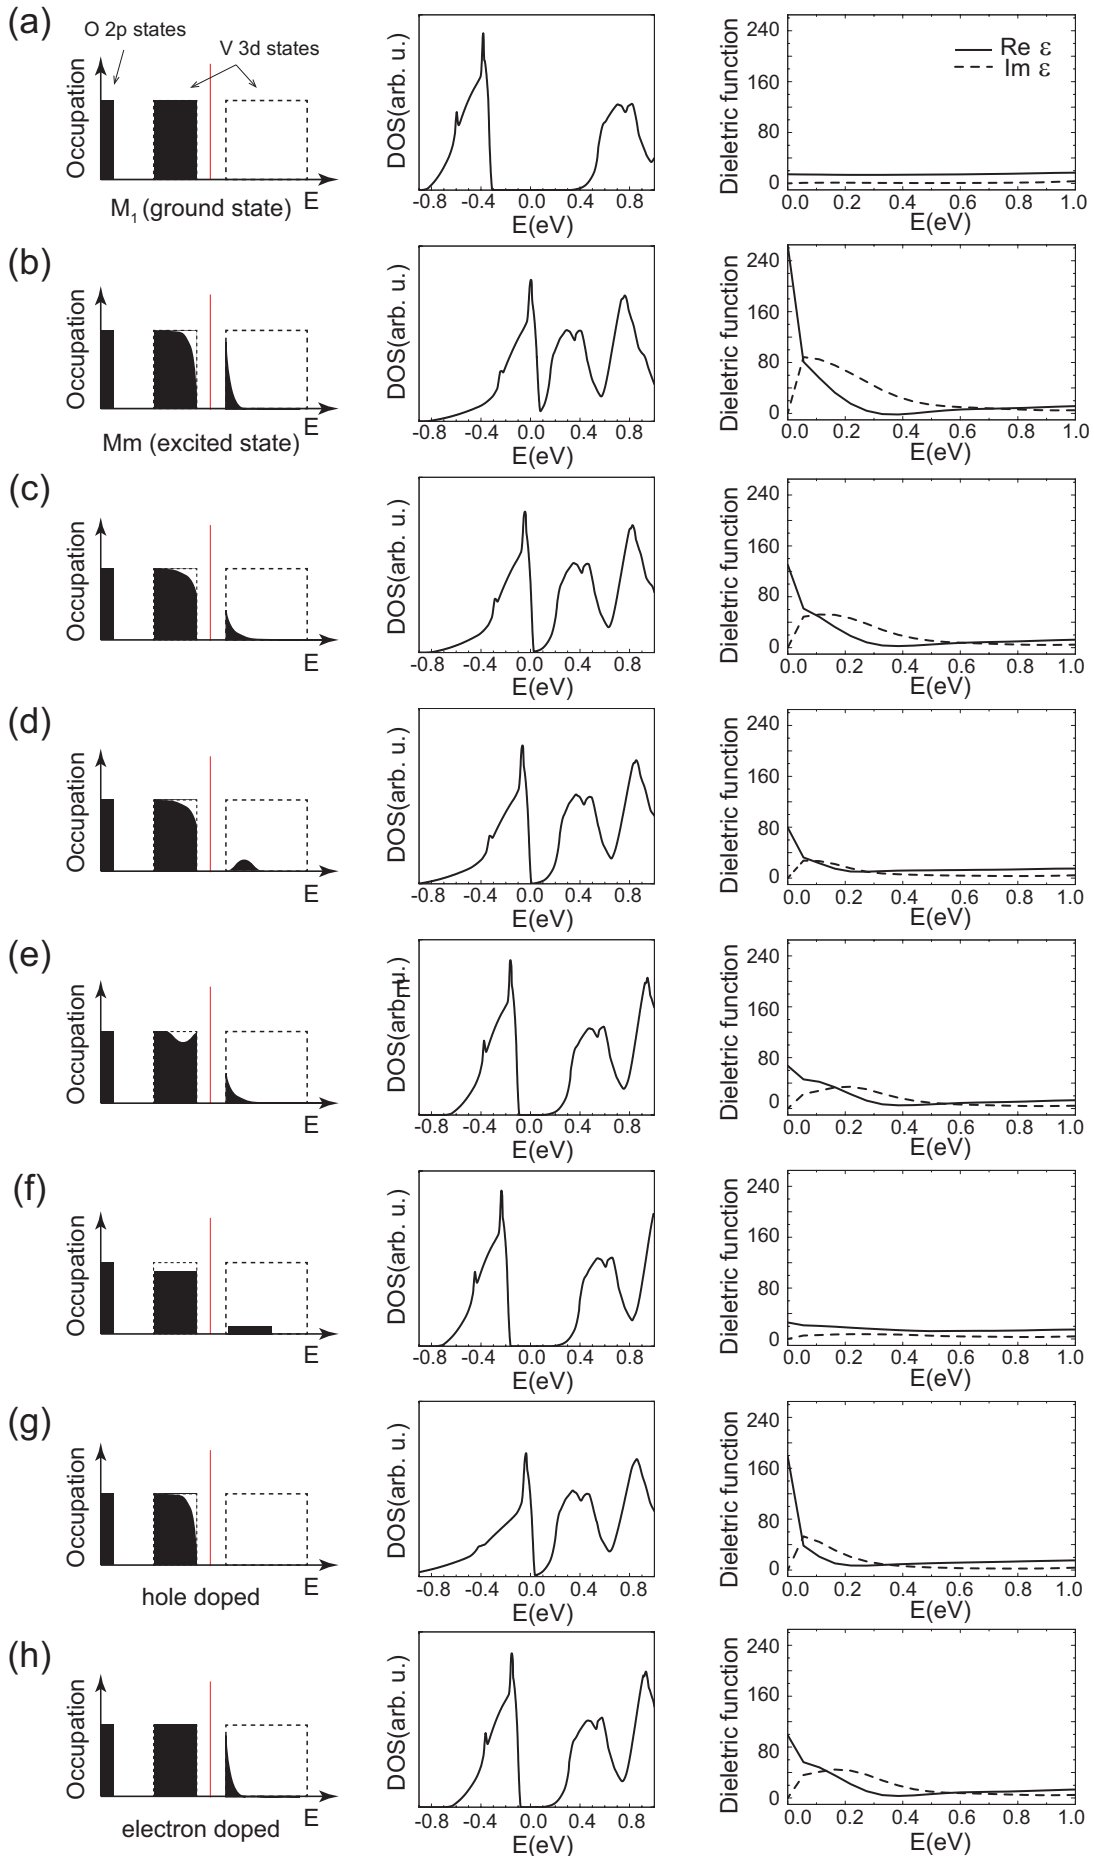 (a)
O 2p states
V 3d states
Occupation
E
M1 (ground state)
DOS(arb. u.)
-0.8 -0.4 0.0 0.4 0.8
E(eV)
Dieletric function
240
160
80
0
Re ε
Im ε
0.0 0.2 0.4 0.6 0.8 1.0
E(eV)
(b)
Occupation
E
Mm (excited state)
DOS(arb. u.)
-0.8 -0.4 0.0 0.4 0.8
E(eV)
Dieletric function
240
160
80
0
0.0 0.2 0.4 0.6 0.8 1.0
E(eV)
(c)
Occupation
E
DOS(arb. u.)
-0.8 -0.4 0.0 0.4 0.8
E(eV)
Dieletric function
240
160
80
0
0.0 0.2 0.4 0.6 0.8 1.0
E(eV)
(d)
Occupation
E
DOS(arb. u.)
-0.8 -0.4 0.0 0.4 0.8
E(eV)
Dieletric function
240
160
80
0
0.0 0.2 0.4 0.6 0.8 1.0
E(eV)
(e)
Occupation
E
-0.8 -0.4 0.0 0.4 0.8
E(eV)
Dieletric function
240
160
80
0
0.0 0.2 0.4 0.6 0.8 1.0
E(eV)
(f)
Occupation
E
DOS(arb. u.)
-0.8 -0.4 0.0 0.4 0.8
E(eV)
Dieletric function
240
160
80
0
0.0 0.2 0.4 0.6 0.8 1.0
E(eV)
(g)
Occupation
E
hole doped
DOS(arb. u.)
-0.8 -0.4 0.0 0.4 0.8
E(eV)
Dieletric function
240
160
80
0
0.0 0.2 0.4 0.6 0.8 1.0
E(eV)
(h)
Occupation
E
electron doped
DOS(arb. u.)
-0.8 -0.4 0.0 0.4 0.8
E(eV)
Dieletric function
240
160
80
0
0.0 0.2 0.4 0.6 0.8 1.0
E(eV)